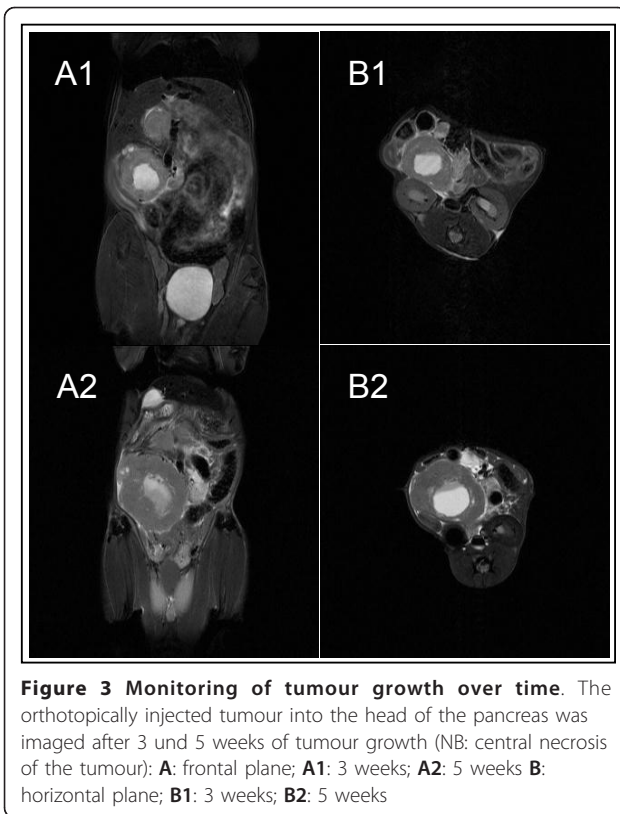 A1
B1
A2
B2
Figure 3 Monitoring of tumour growth over time. The
orthotopically injected tumour into the head of the pancreas was
imaged after 3 und 5 weeks of tumour growth (NB: central necrosis
of the tumour): A: frontal plane; A1: 3 weeks; A2: 5 weeks B:
horizontal plane; B1: 3 weeks; B2: 5 weeks